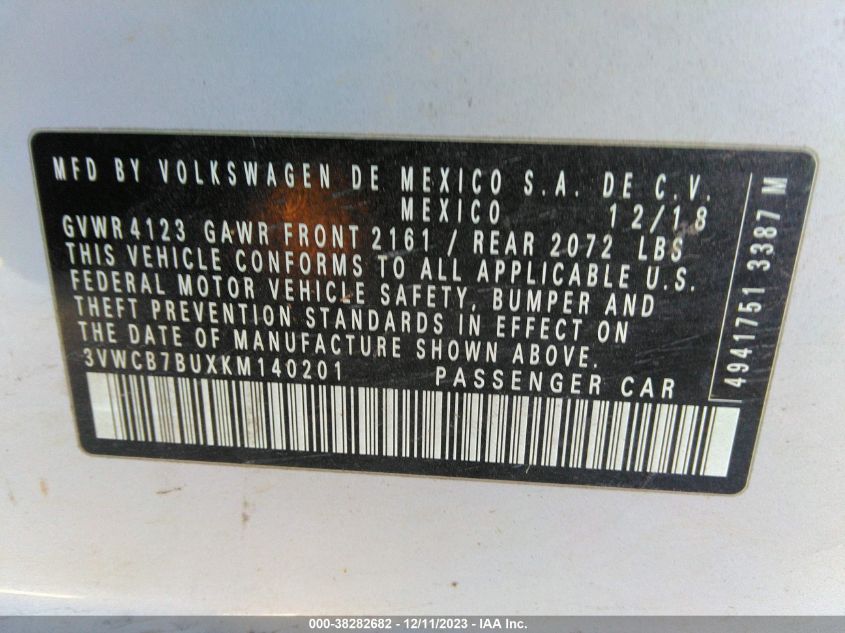 MFD BY VOLKSWAGEN DE MEXICO S.A. DE C.V.
MEXICO 12/18
GVWR 4123 GAWR FRONT 2161 / REAR 2072 LBS
THIS VEHICLE CONFORMS TO ALL APPLICABLE U.S.
FEDERAL MOTOR VEHICLE SAFETY, BUMPER AND
THEFT PREVENTION STANDARDS IN EFFECT ON
THE DATE OF MANUFACTURE SHOWN ABOVE.
3VWCB7BUXKM140201 PASSENGER CAR
4941751 3387 M
000-38282682 - 12/11/2023 - IAA Inc.